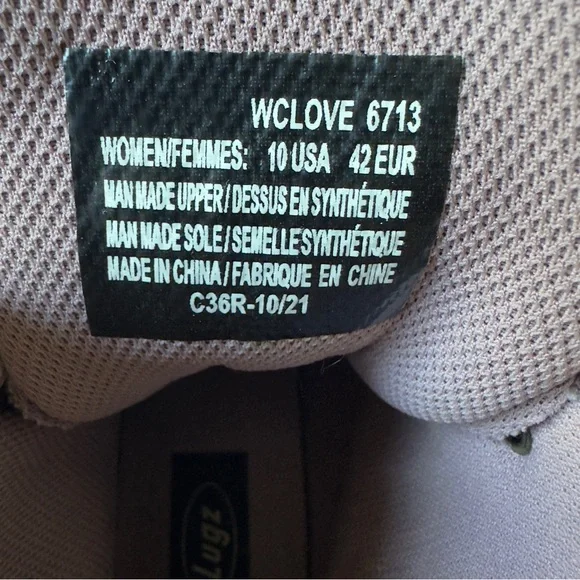 WCLOVE 6713
WOMEN/FEMMES: 10 USA 42 EUR
MAN MADE UPPER/DESSUS EN SYNTHÉTIQUE
MAN MADE SOLE/SEMELLE SYNTHÉTIQUE
MADE IN CHINA/FABRIQUE EN CHINE
C36R-10/21
Lugz